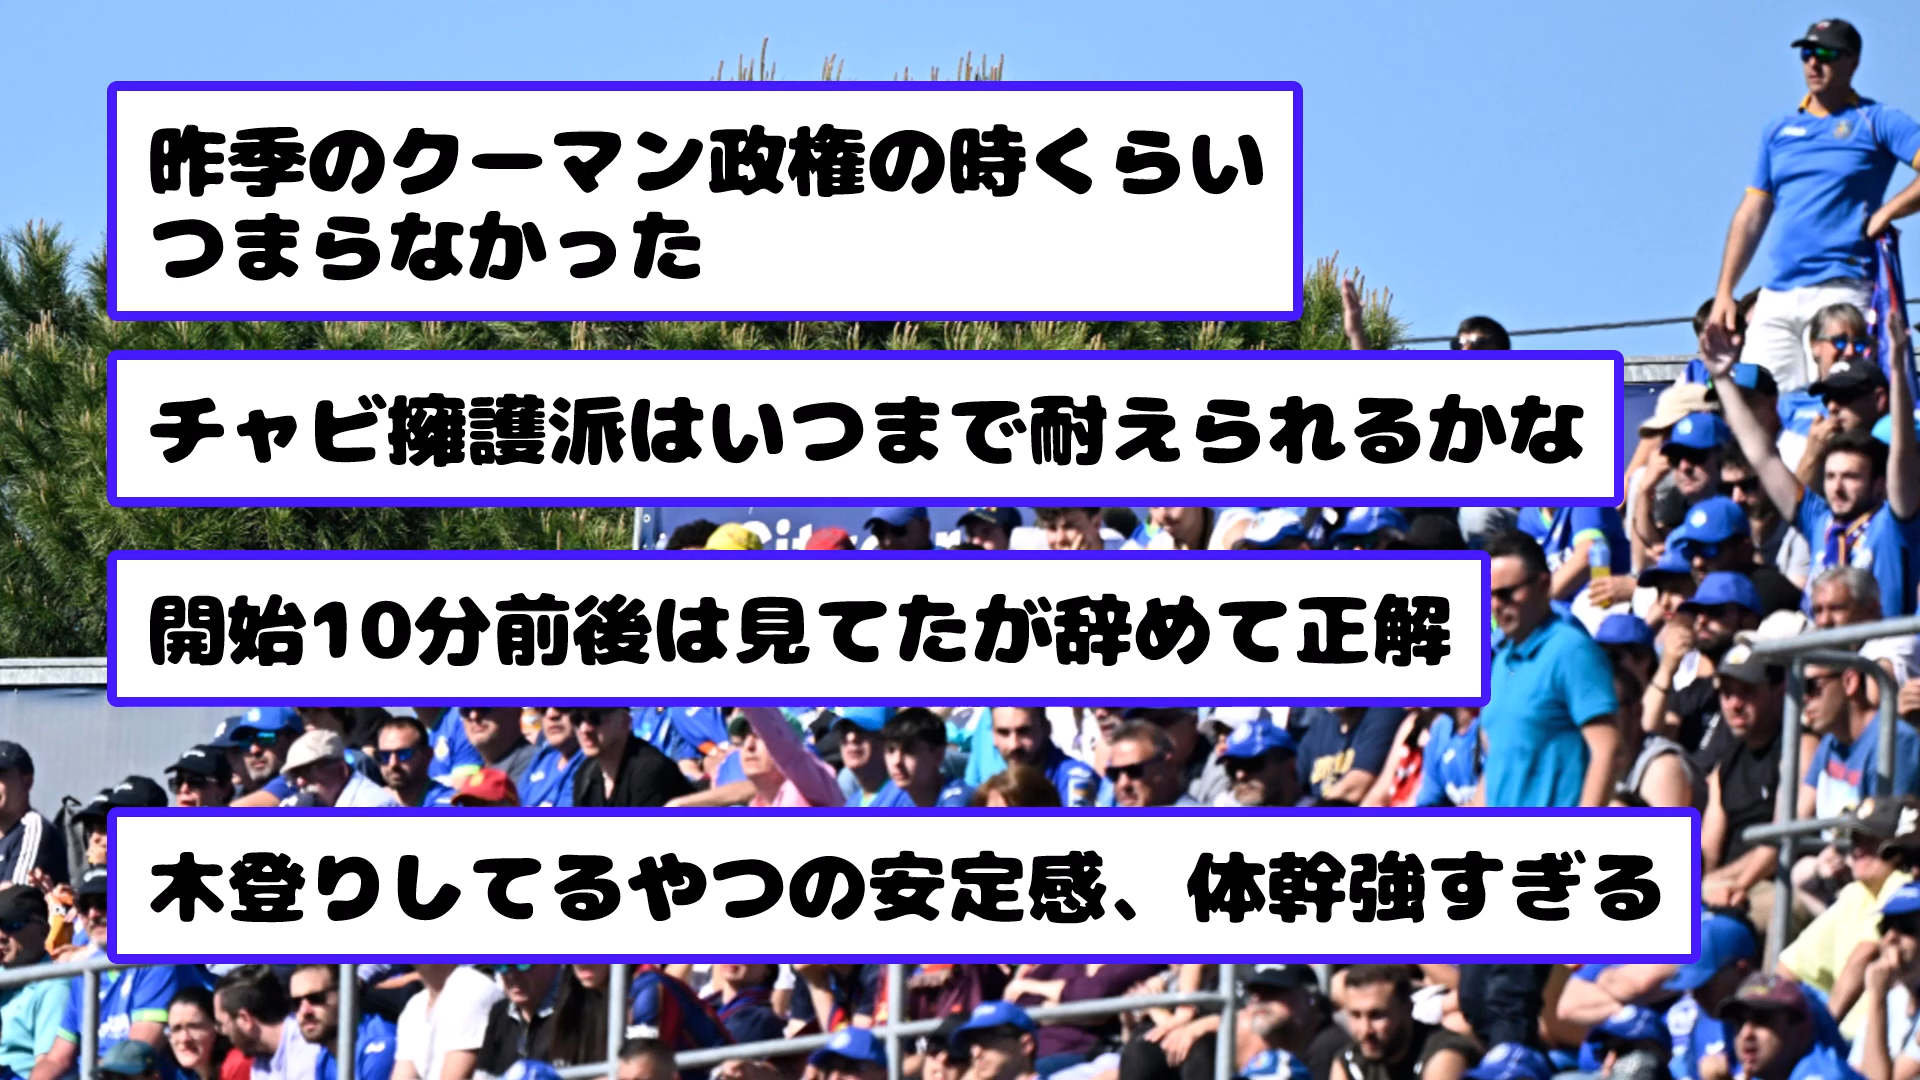 昨季のクーマン政権の時くらい
つまらなかった
チャビ擁護派はいつまで耐えられるかな
開始10分前後は見てたが辞めて正解
木登りしてるやつの安定感、体幹強すぎる